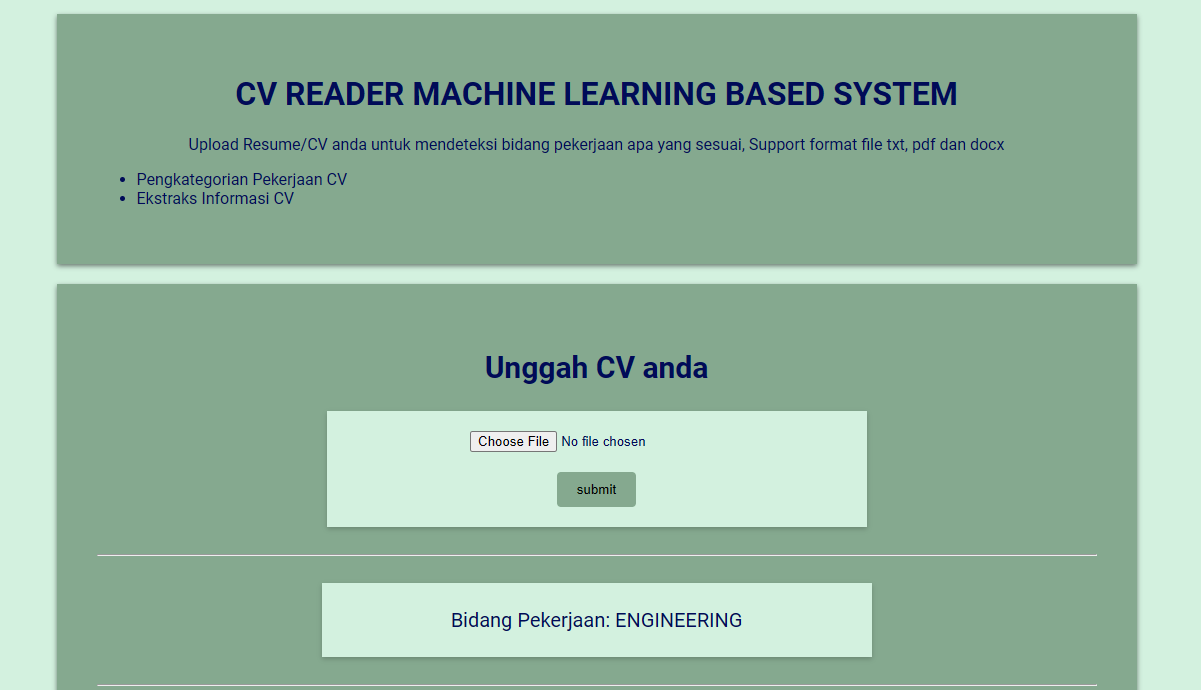 CV READER MACHINE LEARNING BASED SYSTEM
Upload Resume/CV anda untuk mendeteksi bidang pekerjaan apa yang sesuai, Support format file txt, pdf dan docx
• Pengkategorian Pekerjaan CV
• Ekstraks Informasi CV
Unggah CV anda
Choose File No file chosen
submit
Bidang Pekerjaan: ENGINEERING